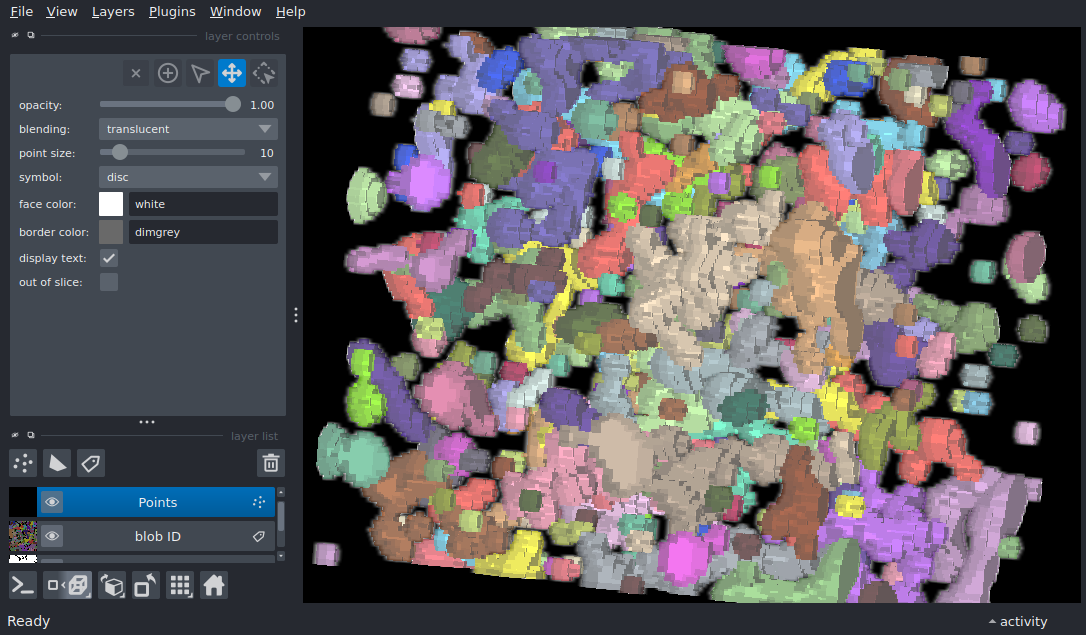 File View Layers Plugins Window Help
layer controls
opacity: 1.00
blending: translucent
point size: 10
symbol: disc
face color: white
border color: dimgrey
display text:
out of slice:
layer list
Points
blob ID
Ready
activity